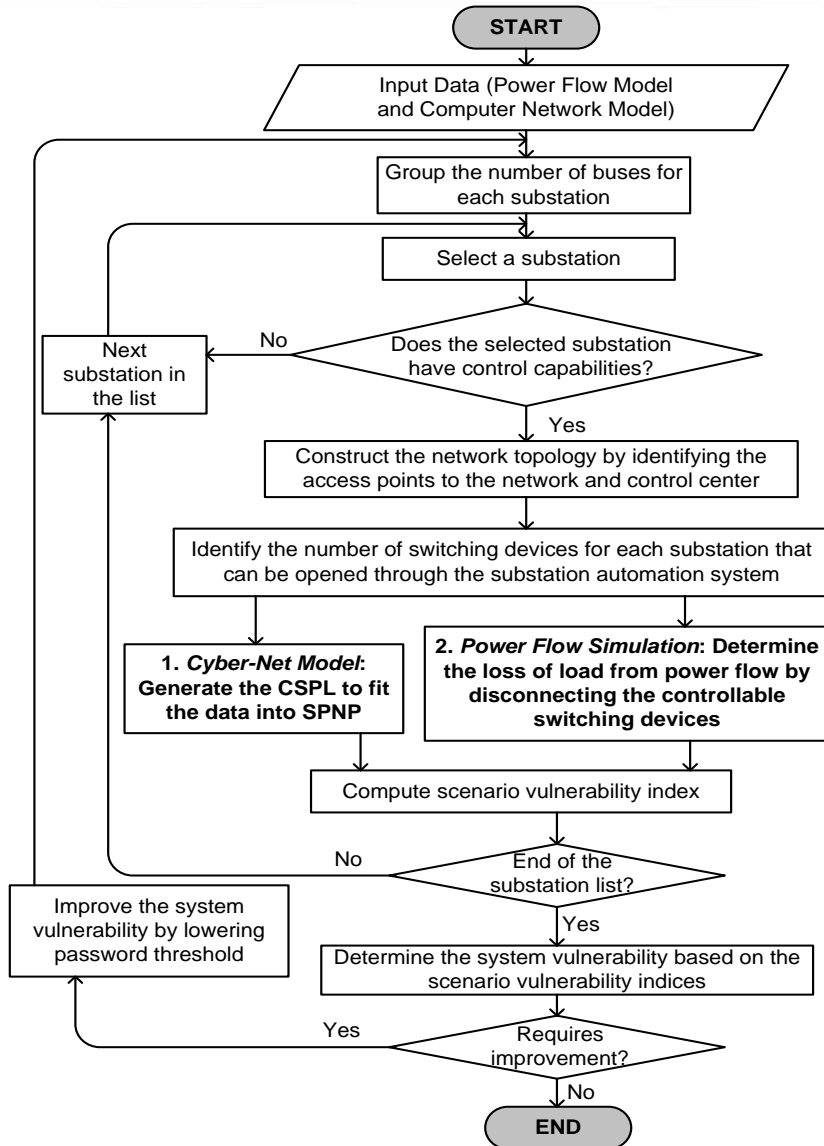 START
Input Data (Power Flow Model
and Computer Network Model)
Group the number of buses for
each substation
Select a substation
Does the selected substation
have control capabilities?
No
Next
substation in
the list
Yes
Construct the network topology by identifying the
access points to the network and control center
Identify the number of switching devices for each substation that
can be opened through the substation automation system
1. Cyber-Net Model:
Generate the CSPL to fit
the data into SPNP
2. Power Flow Simulation: Determine
the loss of load from power flow by
disconnecting the controllable
switching devices
Compute scenario vulnerability index
No
End of the
substation list?
Yes
Improve the system
vulnerability by lowering
password threshold
Determine the system vulnerability based on the
scenario vulnerability indices
Yes
Requires
improvement?
No
END